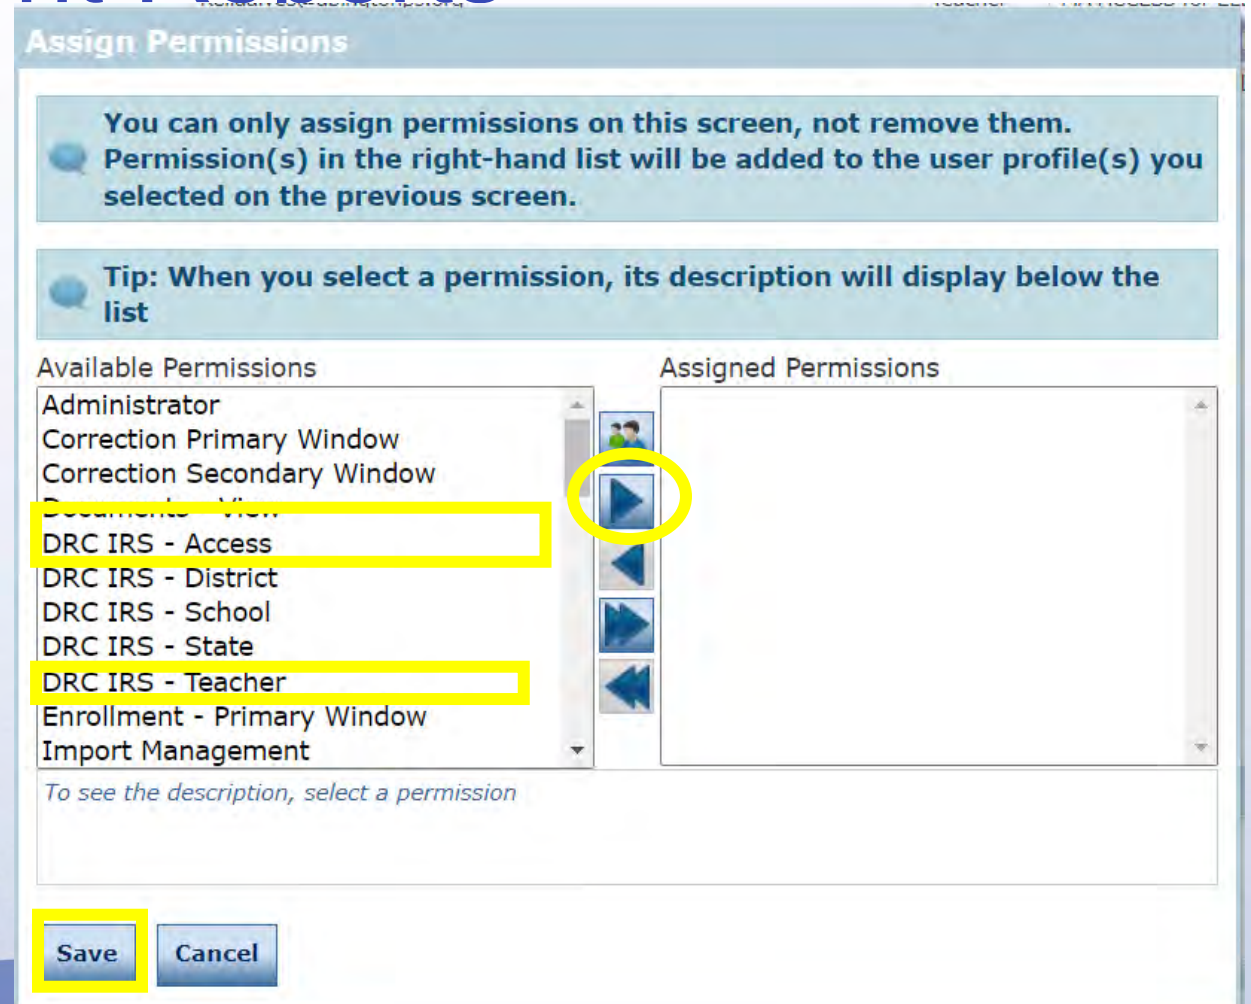 Assign Permissions
You can only assign permissions on this screen, not remove them.
Permission(s) in the right-hand list will be added to the user profile(s) you
selected on the previous screen.
Tip: When you select a permission, its description will display below the
list
Available Permissions
Assigned Permissions
Administrator
Correction Primary Window
Correction Secondary Window
Documents - View
DRC IRS - Access
DRC IRS - District
DRC IRS - School
DRC IRS - State
DRC IRS - Teacher
Enrollment - Primary Window
Import Management
To see the description, select a permission
Save
Cancel